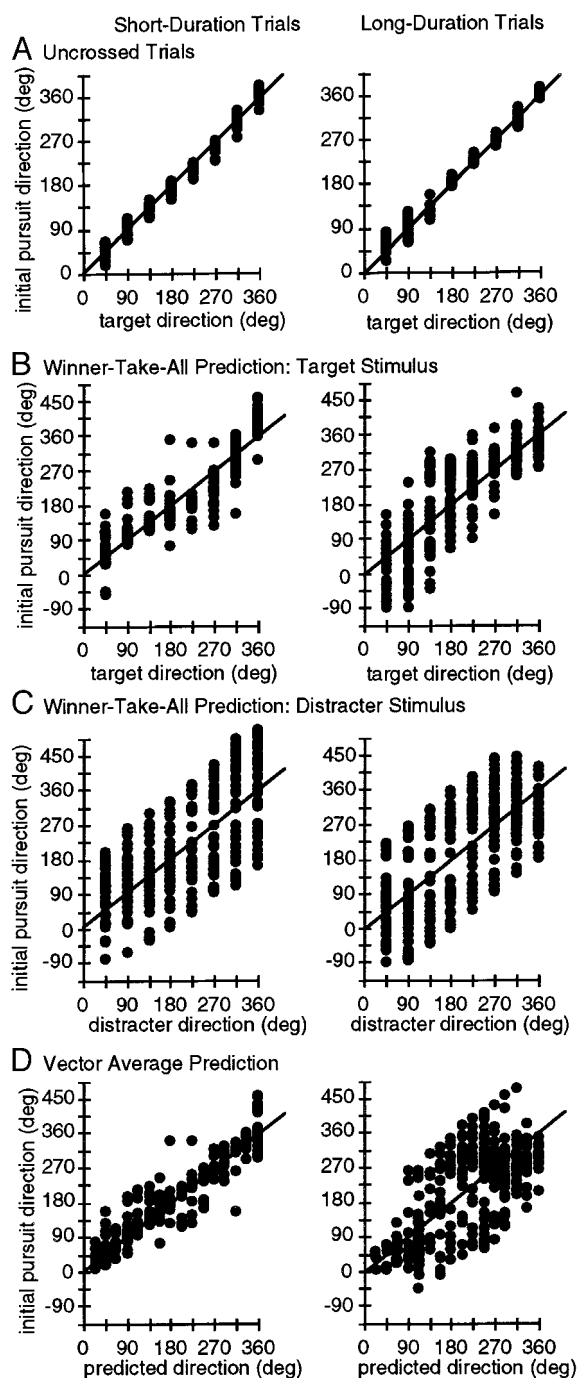 Short-Duration Trials Long-Duration Trials
A Uncrossed Trials
initial pursuit direction (deg)
360
270
180
90
0
0 90 180 270 360
target direction (deg)
360
270
180
90
0
0 90 180 270 360
target direction (deg)
B Winner-Take-All Prediction: Target Stimulus
initial pursuit direction (deg)
450
360
270
180
90
0
-90
0 90 180 270 360
target direction (deg)
450
360
270
180
90
0
-90
0 90 180 270 360
target direction (deg)
C Winner-Take-All Prediction: Distracter Stimulus
initial pursuit direction (deg)
450
360
270
180
90
0
-90
0 90 180 270 360
distracter direction (deg)
450
360
270
180
90
0
-90
0 90 180 270 360
distracter direction (deg)
D Vector Average Prediction
initial pursuit direction (deg)
450
360
270
180
90
0
-90
0 90 180 270 360
predicted direction (deg)
450
360
270
180
90
0
-90
0 90 180 270 360
predicted direction (deg)